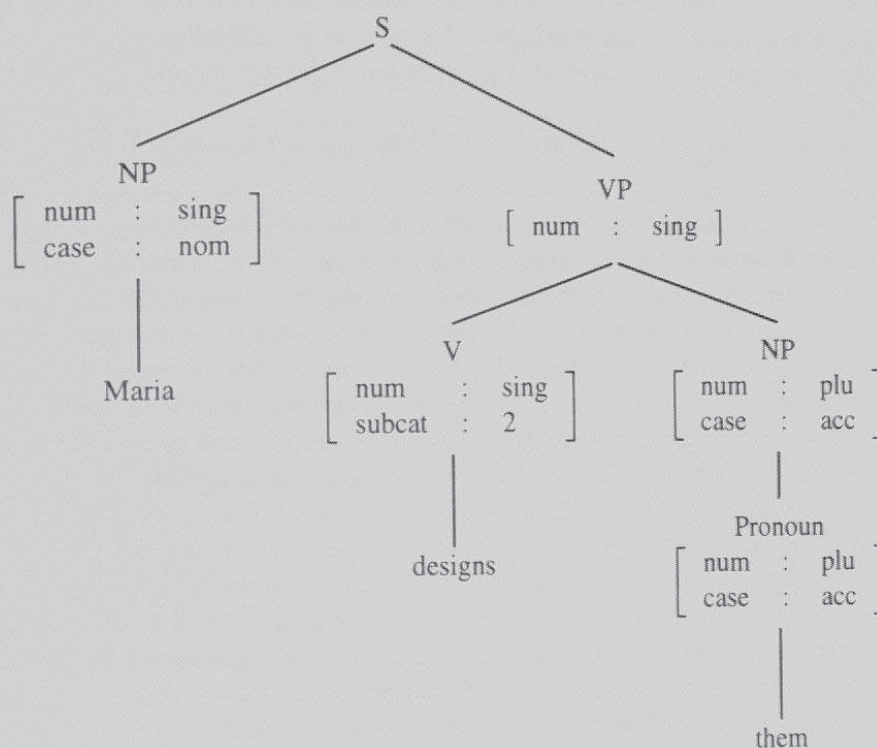 S
NP
VP
[ num : sing
case : nom ]
[ num : sing ]
Maria
V
NP
[ num : sing
subcat : 2 ]
[ num : plu
case : acc ]
designs
Pronoun
[ num : plu
case : acc ]
them